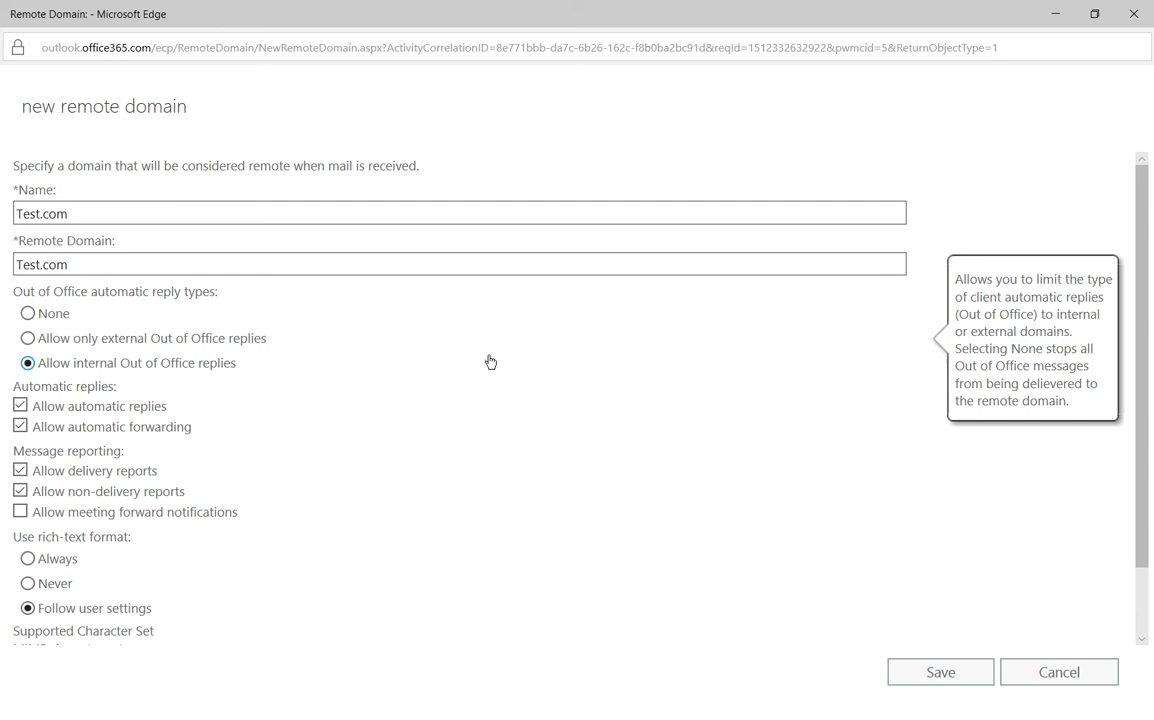 Remote Domain: - Microsoft Edge
outlook.office365.com/ecp/RemoteDomain/NewRemoteDomain.aspx?ActivityCorrelationID=8e771bbb-da7c-6b26-162c-f8b0ba2bc91d&reqId=1512332632922&pwmcid=5&ReturnObjectType=1
new remote domain
Specify a domain that will be considered remote when mail is received.
*Name:
Test.com
*Remote Domain:
Test.com
Out of Office automatic reply types:
None
Allow only external Out of Office replies
Allow internal Out of Office replies
Allows you to limit the type
of client automatic replies
(Out of Office) to internal
or external domains.
Selecting None stops all
Out of Office messages
from being delievered to
the remote domain.
Automatic replies:
Allow automatic replies
Allow automatic forwarding
Message reporting:
Allow delivery reports
Allow non-delivery reports
Allow meeting forward notifications
Use rich-text format:
Always
Never
Follow user settings
Supported Character Set
Save
Cancel